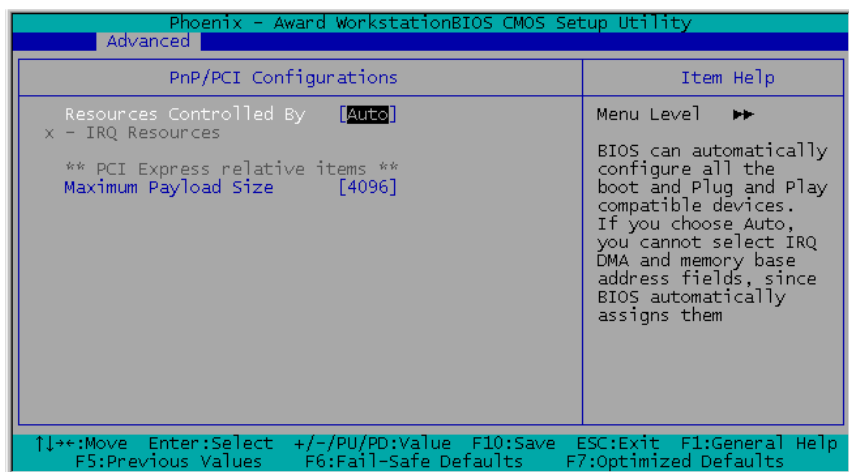 Phoenix - Award WorkstationBIOS CMOS Setup Utility
Advanced
PnP/PCI Configurations
Item Help
Resources Controlled By [Auto]
x - IRQ Resources
** PCI Express relative items **
Maximum Payload Size [4096]
Menu Level ►►
BIOS can automatically
configure all the
boot and Plug and Play
compatible devices.
If you choose Auto,
you cannot select IRQ
DMA and memory base
address fields, since
BIOS automatically
assigns them
↑↓→←:Move Enter:Select +/-/PU/PD:Value F10:Save ESC:Exit F1:General Help
F5:Previous Values F6:Fail-Safe Defaults F7:Optimized Defaults